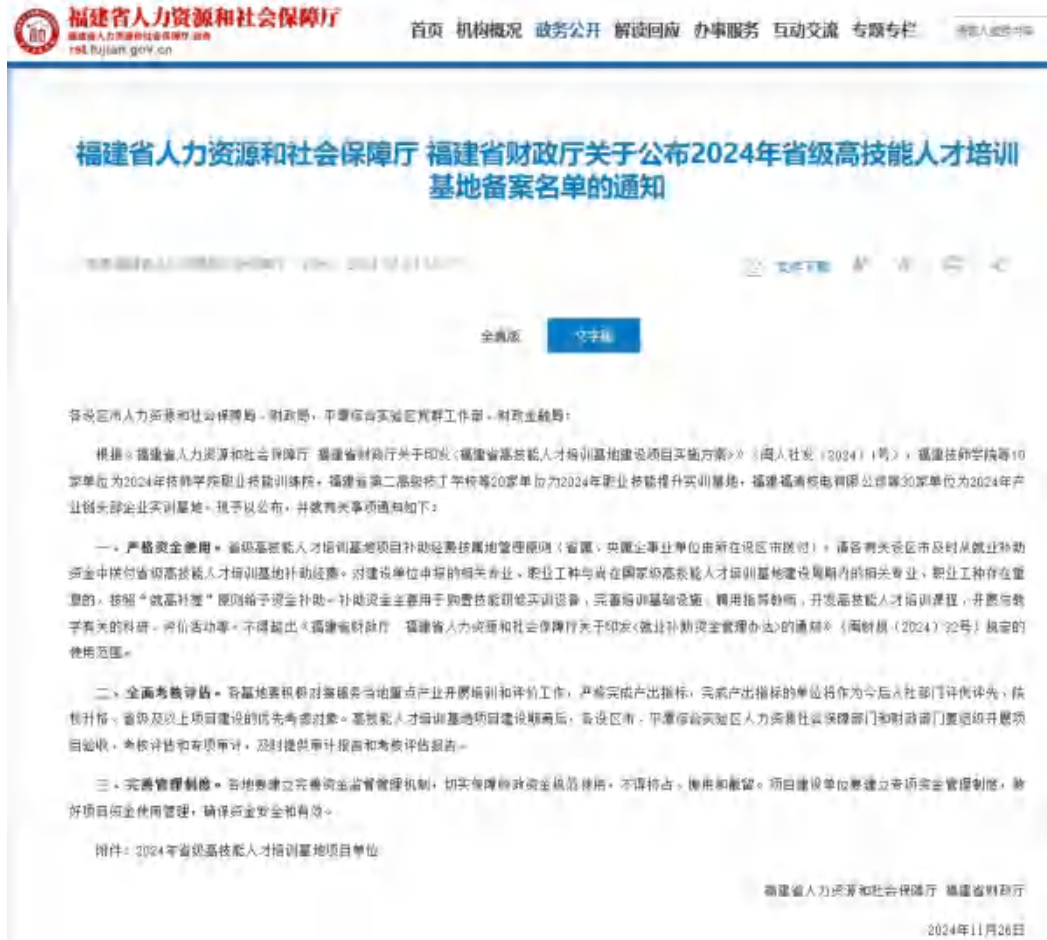 福建省人力资源和社会保障厅
rst.fujian.gov.cn
首页 机构概况 政务公开 解读回应 办事服务 互动交流 专题专栏
福建省人力资源和社会保障厅 福建省财政厅关于公布2024年省级高技能人才培训
基地备案名单的通知
文件下载
全真版 文字版
各设区市人力资源和社会保障局、财政局,平潭综合实验区党群工作部、财政金融局:
根据《福建省人力资源和社会保障厅 福建省财政厅关于印发<福建省高技能人才培训基地建设项目实施方案>》(闽人社发〔2024〕1号),福建技师学院等10
家单位为2024年技师学院职业技能训练院,福建省第二高级技工学校等20家单位为2024年职业技能提升实训基地,福建福清核电有限公司等30家单位为2024年产
业链头部企业实训基地。现予以公布,并就有关事项通知如下:
一、严格资金使用。省级高技能人才培训基地项目补助经费按属地管理原则(省属、央属企事业单位由所在设区市拨付),请各有关设区市及时从就业补助
资金中拨付省级高技能人才培训基地补助经费。对建设单位申报的相关专业、职业工种与尚在国家级高技能人才培训基地建设周期内的相关专业、职业工种存在重
复的,按照“就高补差”原则给予资金补助。补助资金主要用于购置技能研修实训设备、完善培训基础设施、聘用指导教师、开发高技能人才培训课程、开展与教
学有关的科研、评价活动等。不得超出《福建省财政厅 福建省人力资源和社会保障厅关于印发<就业补助资金管理办法>的通知》(闽财规〔2024〕32号)规定的
使用范围。
二、全面考核评估。各基地要积极对接服务当地重点产业开展培训和评价工作,严格完成产出指标,完成产出指标的单位将作为今后人社部门评优评先、院
校升格、省级及以上项目建设的优先考虑对象。高技能人才培训基地项目建设期满后,各设区市、平潭综合实验区人力资源社会保障部门和财政部门要组织开展项
目验收、考核评估和专项审计,及时提供审计报告和考核评估报告。
三、完善管理制度。各地要建立完善资金监督管理机制,切实保障财政资金规范使用,不得挤占、挪用和截留。项目建设单位要建立专项资金管理制度,做
好项目资金使用管理,确保资金安全和有效。
附件:2024年省级高技能人才培训基地项目单位
福建省人力资源和社会保障厅 福建省财政厅
2024年11月26日